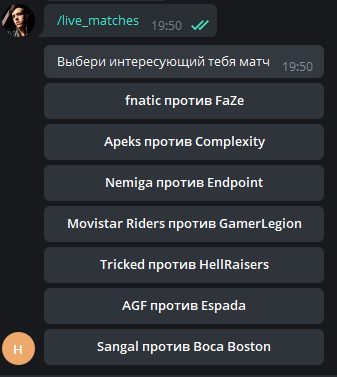 /live_matches 19:50
Выбери интересующий тебя матч 19:50
fnatic против FaZe
Apeks против Complexity
Nemiga против Endpoint
Movistar Riders против GamerLegion
Tricked против HellRaisers
AGF против Espada
Sangal против Boca Boston
H